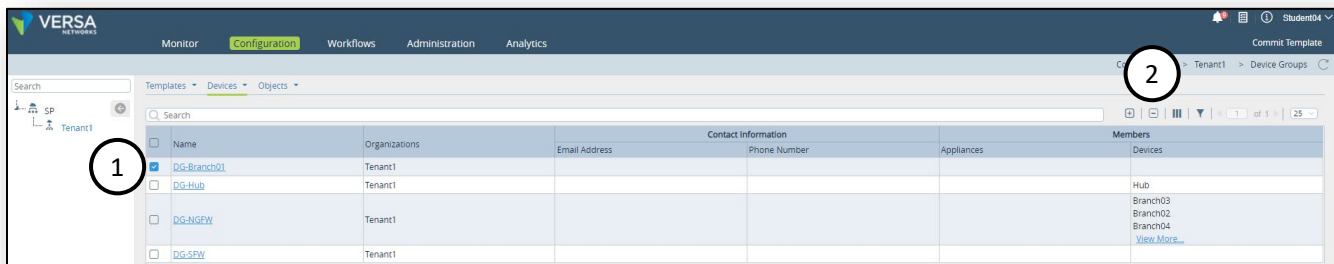 VERSA
NETWORKS
Student04
Monitor Configuration Workflows Administration Analytics Commit Template
Co > Tenant1 > Device Groups
2
Search
Templates Devices Objects
SP
Tenant1
Search
1 of 1 25
Name Organizations Contact Information Members
Email Address Phone Number Appliances Devices
1
DG-Branch01 Tenant1
DG-Hub Tenant1 Hub
DG-NGFW Tenant1 Branch03
Branch02
Branch04
View More...
DG-SFW Tenant1